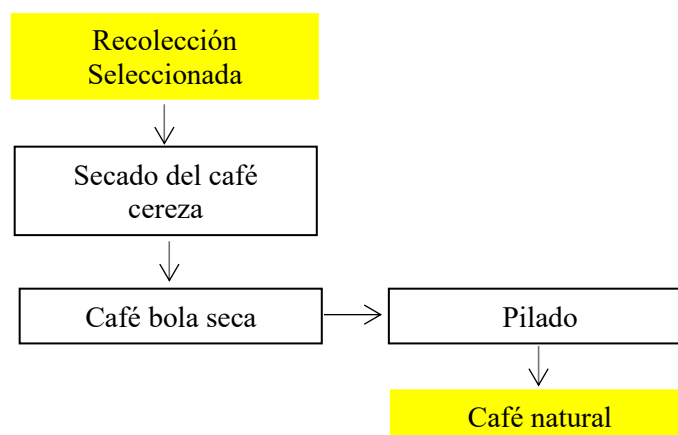 Recolección
Seleccionada
Secado del café
cereza
Café bola seca
Pilado
Café natural